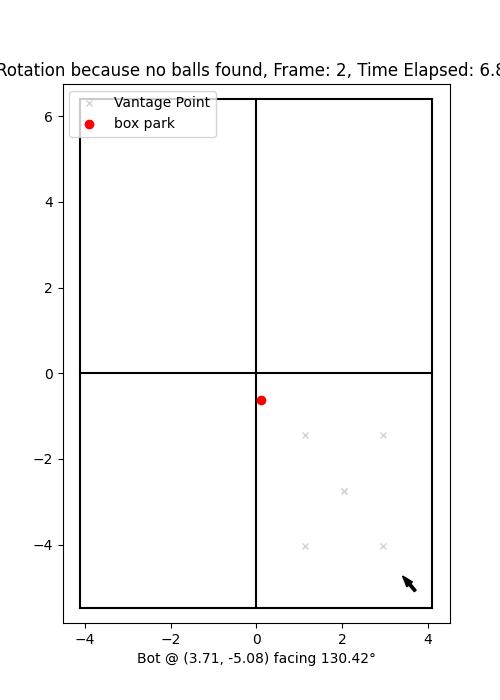 Rotation because no balls found, Frame: 2, Time Elapsed: 6.8
Vantage Point
box park
6
4
2
0
−2
−4
−4 −2 0 2 4
Bot @ (3.71, -5.08) facing 130.42°